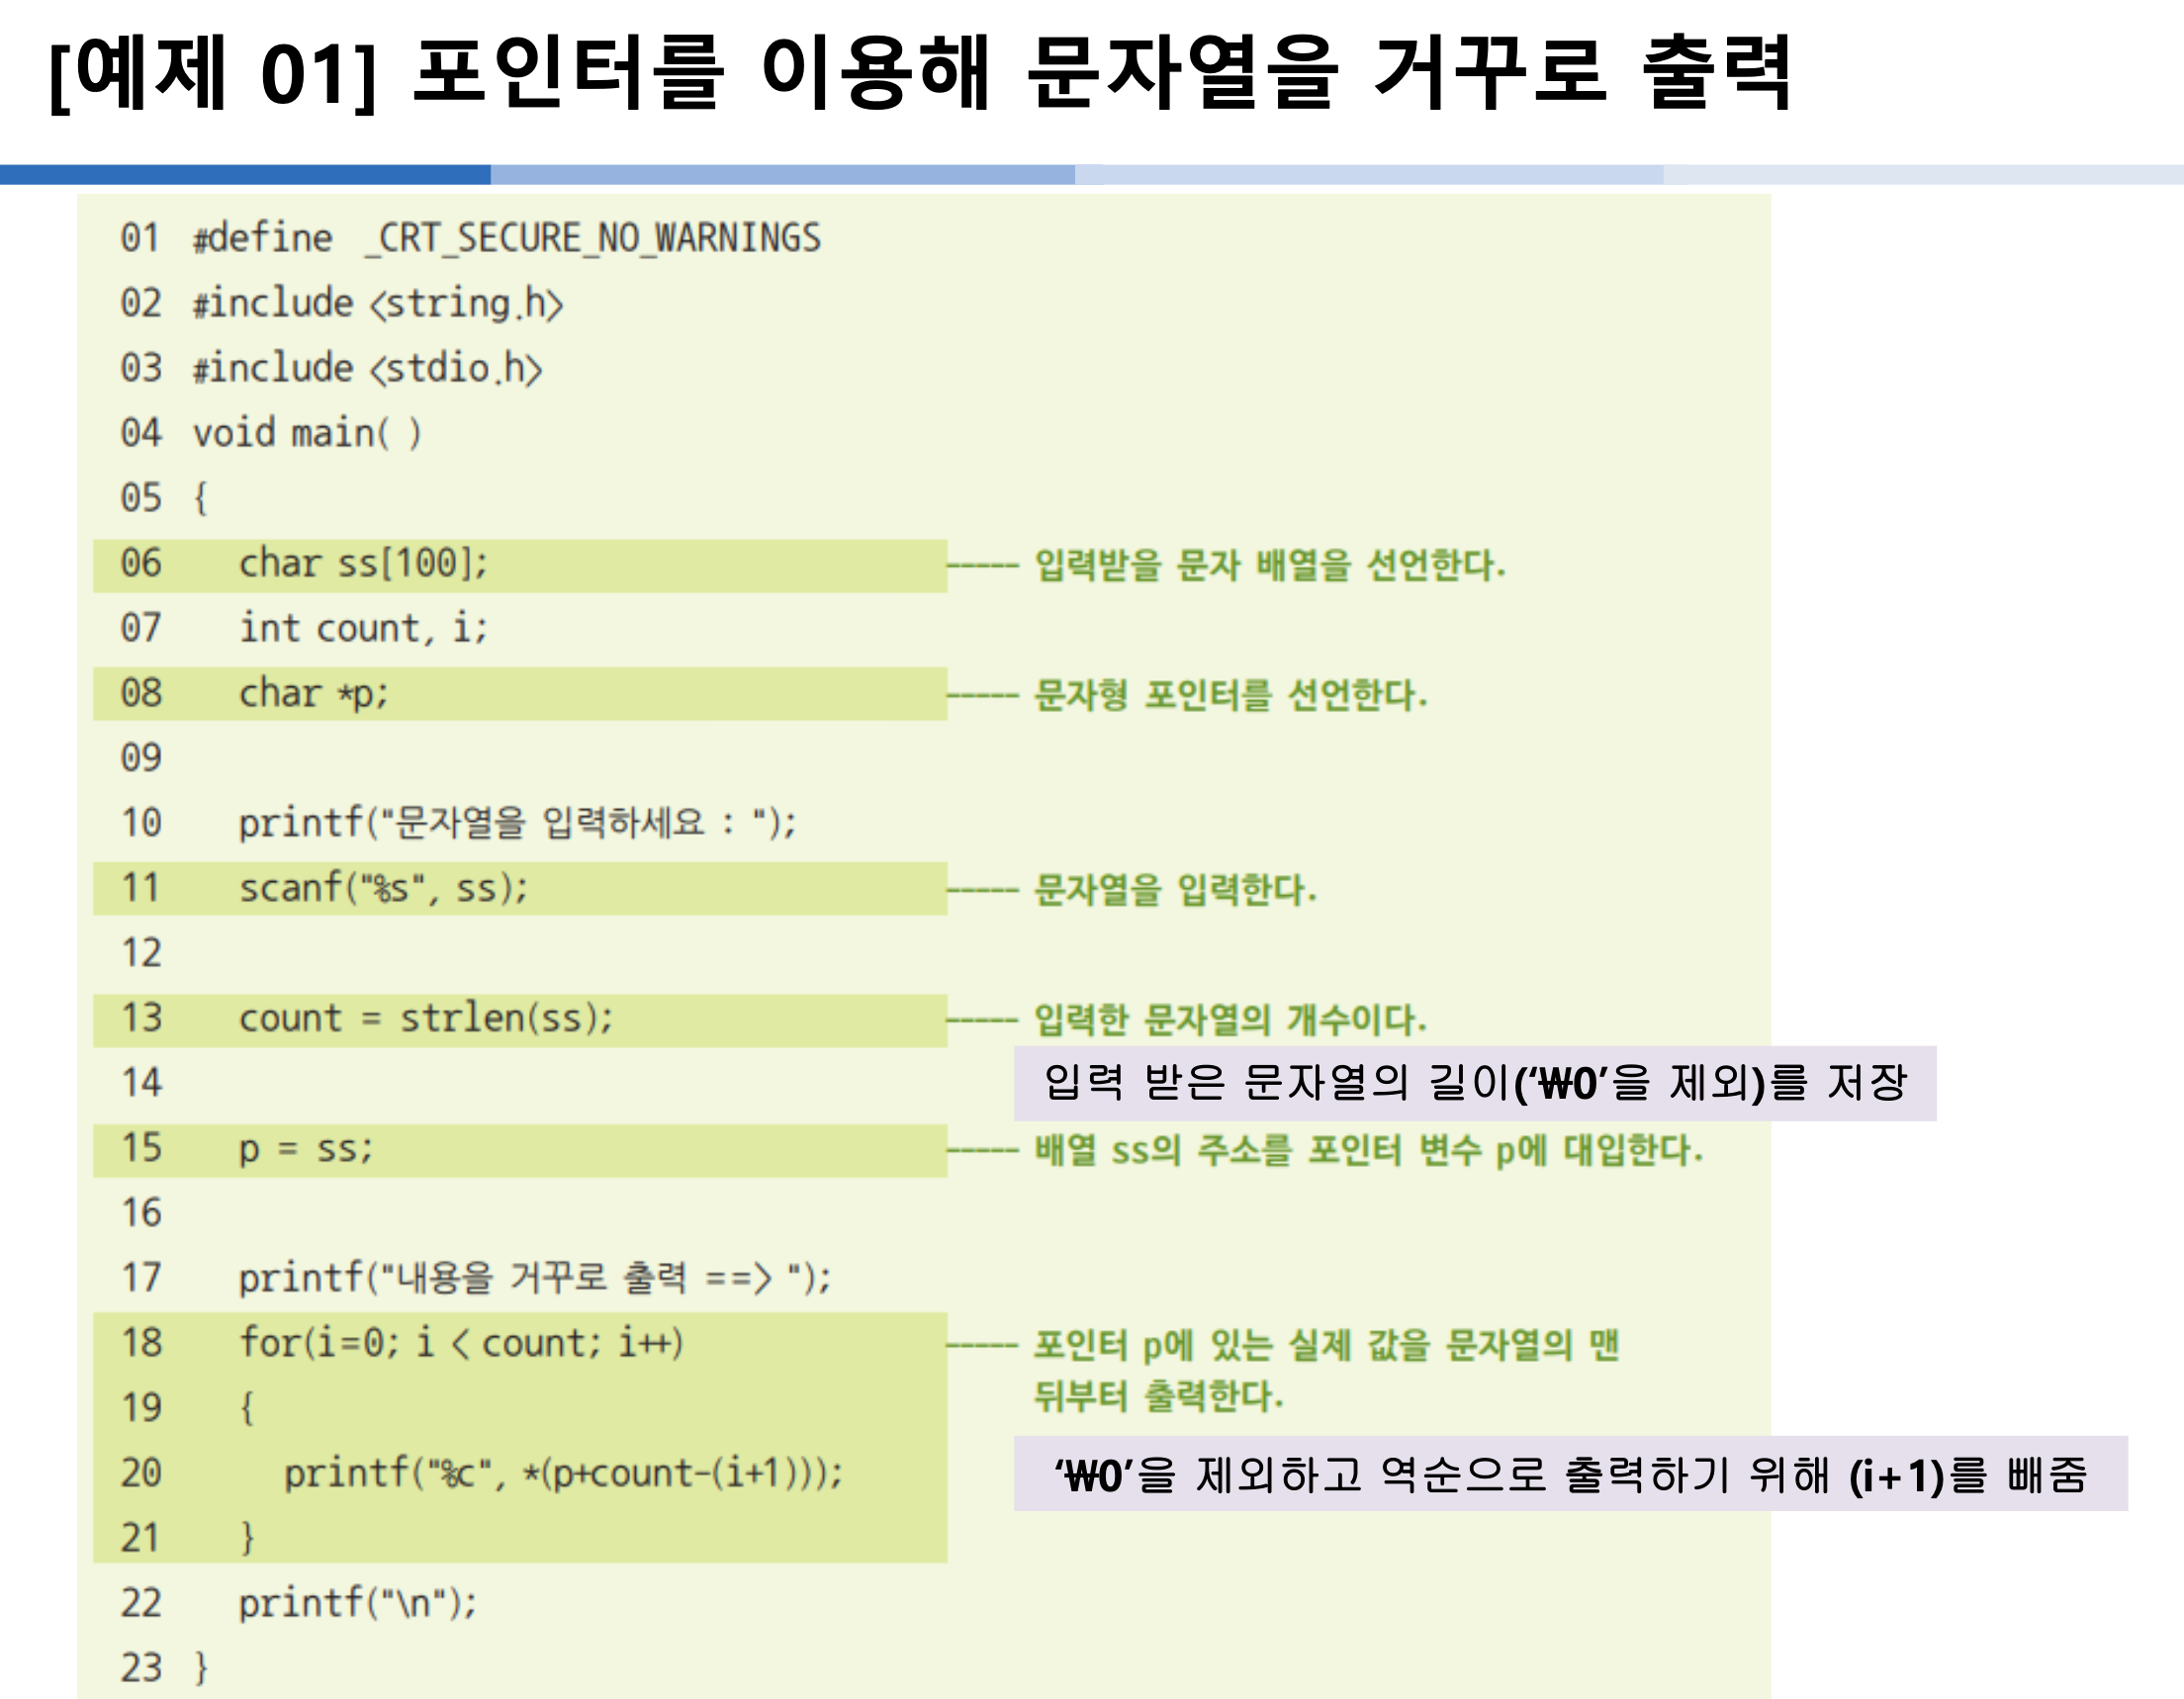 [예제 01] 포인터를 이용해 문자열을 거꾸로 출력
01 #define _CRT_SECURE_NO_WARNINGS
02 #include <string.h>
03 #include <stdio.h>
04 void main( )
05 {
06 char ss[100]; 입력받을 문자 배열을 선언한다.
07 int count, i;
08 char *p; 문자형 포인터를 선언한다.
09
10 printf("문자열을 입력하세요 : ");
11 scanf("%s", ss); 문자열을 입력한다.
12
13 count = strlen(ss); 입력한 문자열의 개수이다.
14 입력 받은 문자열의 길이(‘₩0’을 제외)를 저장
15 p = ss; 배열 ss의 주소를 포인터 변수 p에 대입한다.
16
17 printf("내용을 거꾸로 출력 ==> ");
18 for(i=0; i < count; i++) 포인터 p에 있는 실제 값을 문자열의 맨
19 { 뒤부터 출력한다.
20 printf("%c", *(p+count-(i+1))); ‘₩0’을 제외하고 역순으로 출력하기 위해 (i+1)를 빼줌
21 }
22 printf("\n");
23 }